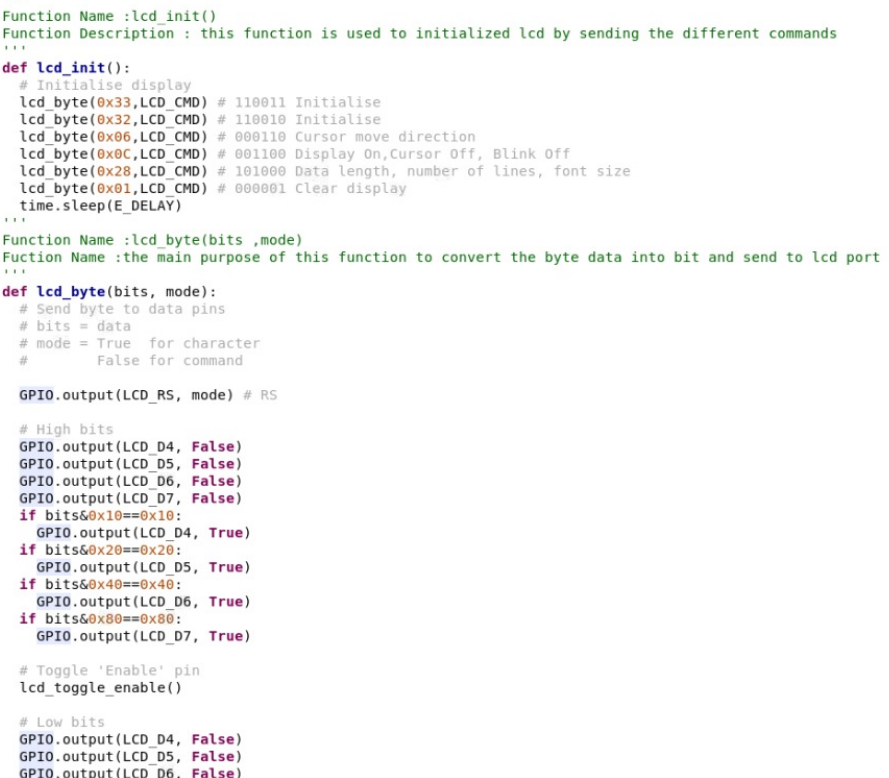 Function Name :lcd_init()
Function Description : this function is used to initialized lcd by sending the different commands
'''
def lcd_init():
  # Initialise display
  lcd_byte(0x33,LCD_CMD) # 110011 Initialise
  lcd_byte(0x32,LCD_CMD) # 110010 Initialise
  lcd_byte(0x06,LCD_CMD) # 000110 Cursor move direction
  lcd_byte(0x0C,LCD_CMD) # 001100 Display On,Cursor Off, Blink Off
  lcd_byte(0x28,LCD_CMD) # 101000 Data length, number of lines, font size
  lcd_byte(0x01,LCD_CMD) # 000001 Clear display
  time.sleep(E_DELAY)
'''
Function Name :lcd_byte(bits ,mode)
Fuction Name :the main purpose of this function to convert the byte data into bit and send to lcd port
'''
def lcd_byte(bits, mode):
  # Send byte to data pins
  # bits = data
  # mode = True  for character
  #        False for command

  GPIO.output(LCD_RS, mode) # RS

  # High bits
  GPIO.output(LCD_D4, False)
  GPIO.output(LCD_D5, False)
  GPIO.output(LCD_D6, False)
  GPIO.output(LCD_D7, False)
  if bits&0x10==0x10:
    GPIO.output(LCD_D4, True)
  if bits&0x20==0x20:
    GPIO.output(LCD_D5, True)
  if bits&0x40==0x40:
    GPIO.output(LCD_D6, True)
  if bits&0x80==0x80:
    GPIO.output(LCD_D7, True)

  # Toggle 'Enable' pin
  lcd_toggle_enable()

  # Low bits
  GPIO.output(LCD_D4, False)
  GPIO.output(LCD_D5, False)
  GPIO.output(LCD_D6, False)